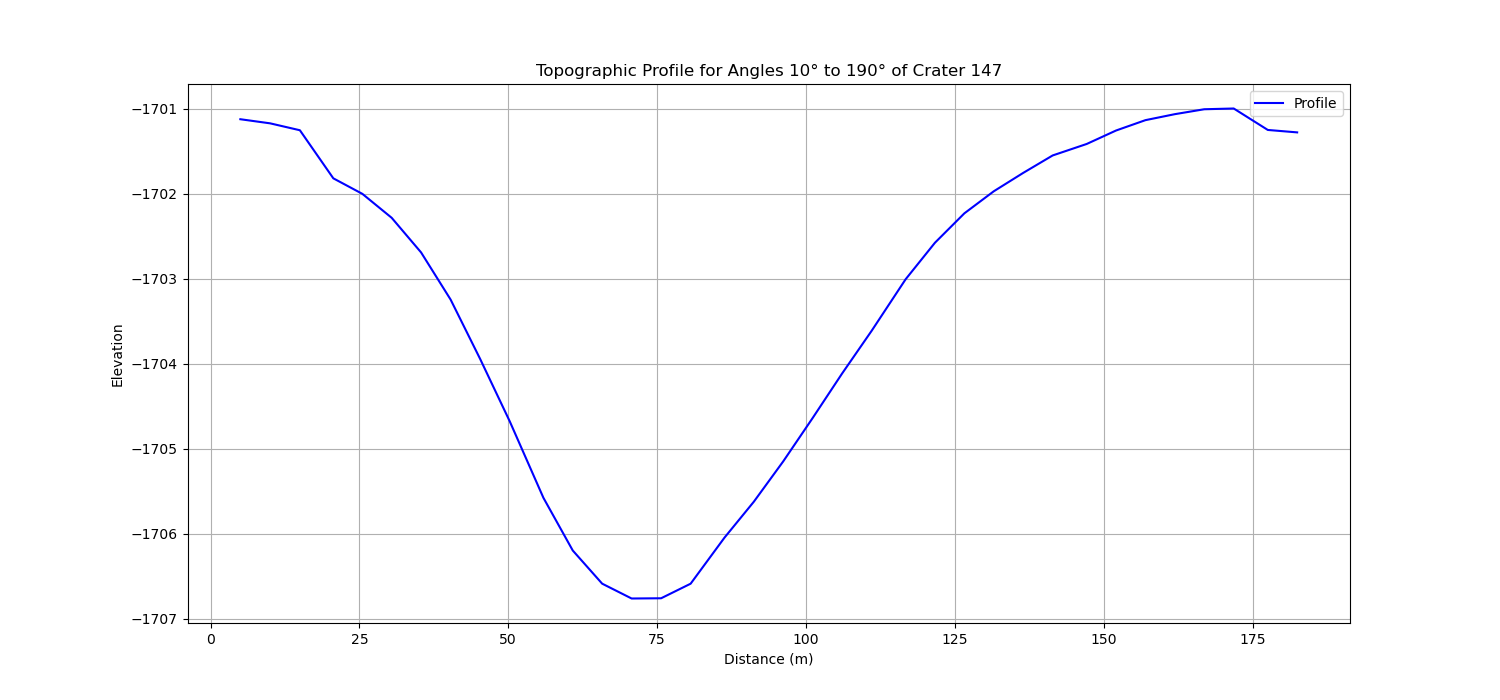 Topographic Profile for Angles 10° to 190° of Crater 147
Profile
−1701
−1702
−1703
−1704
−1705
−1706
−1707
Elevation
0 25 50 75 100 125 150 175
Distance (m)